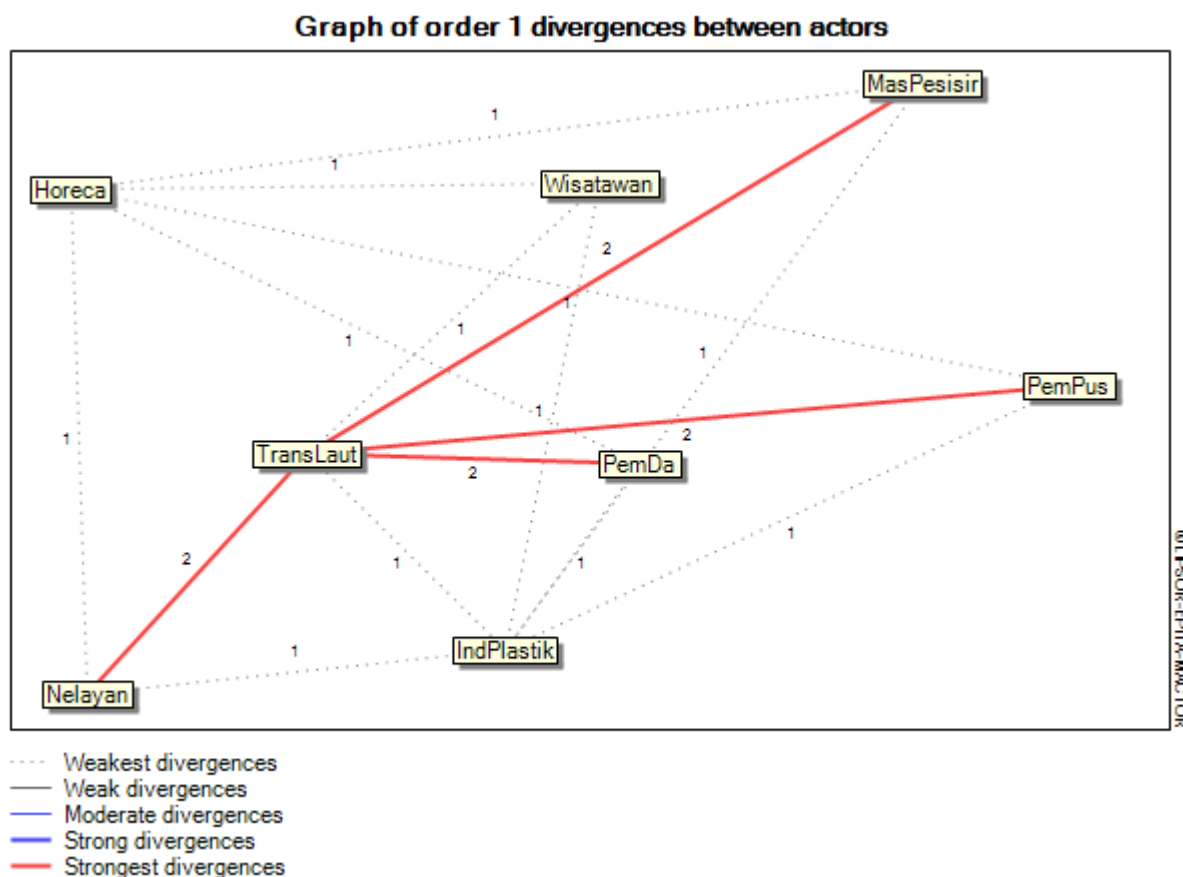 Graph of order 1 divergences between actors
MasPesisir
1
1
Horeca
Wisatawan
2
1
1
1
1
PemPus
1
1
2
TransLaut
PemDa
2
1
2
1
1
1
IndPlastik
Nelayan
Weakest divergences
Weak divergences
Moderate divergences
Strong divergences
Strongest divergences